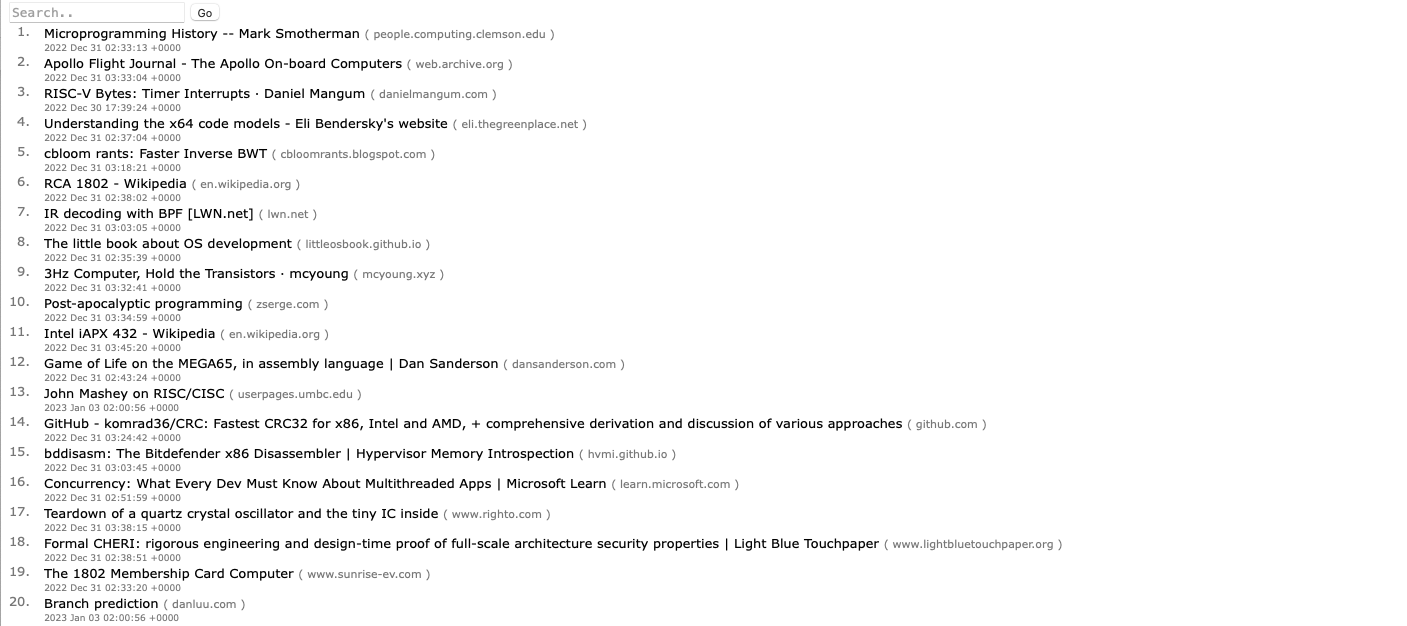 Search..
Go
1. Microprogramming History -- Mark Smotherman ( people.computing.clemson.edu )
2022 Dec 31 02:33:13 +0000
2. Apollo Flight Journal - The Apollo On-board Computers ( web.archive.org )
2022 Dec 31 03:33:04 +0000
3. RISC-V Bytes: Timer Interrupts · Daniel Mangum ( danielmangum.com )
2022 Dec 30 17:39:24 +0000
4. Understanding the x64 code models - Eli Bendersky's website ( eli.thegreenplace.net )
2022 Dec 31 02:37:04 +0000
5. cbloom rants: Faster Inverse BWT ( cbloomrants.blogspot.com )
2022 Dec 31 03:18:21 +0000
6. RCA 1802 - Wikipedia ( en.wikipedia.org )
2022 Dec 31 02:38:02 +0000
7. IR decoding with BPF [LWN.net] ( lwn.net )
2022 Dec 31 03:03:05 +0000
8. The little book about OS development ( littleosbook.github.io )
2022 Dec 31 02:35:39 +0000
9. 3Hz Computer, Hold the Transistors · mcyoung ( mcyoung.xyz )
2022 Dec 31 03:32:41 +0000
10. Post-apocalyptic programming ( zserge.com )
2022 Dec 31 03:34:59 +0000
11. Intel iAPX 432 - Wikipedia ( en.wikipedia.org )
2022 Dec 31 03:45:20 +0000
12. Game of Life on the MEGA65, in assembly language | Dan Sanderson ( dansanderson.com )
2022 Dec 31 02:43:24 +0000
13. John Mashey on RISC/CISC ( userpages.umbc.edu )
2023 Jan 03 02:00:56 +0000
14. GitHub - komrad36/CRC: Fastest CRC32 for x86, Intel and AMD, + comprehensive derivation and discussion of various approaches ( github.com )
2022 Dec 31 03:24:42 +0000
15. bddisasm: The Bitdefender x86 Disassembler | Hypervisor Memory Introspection ( hvmi.github.io )
2022 Dec 31 03:03:45 +0000
16. Concurrency: What Every Dev Must Know About Multithreaded Apps | Microsoft Learn ( learn.microsoft.com )
2022 Dec 31 02:51:59 +0000
17. Teardown of a quartz crystal oscillator and the tiny IC inside ( www.righto.com )
2022 Dec 31 03:38:15 +0000
18. Formal CHERI: rigorous engineering and design-time proof of full-scale architecture security properties | Light Blue Touchpaper ( www.lightbluetouchpaper.org )
2022 Dec 31 02:38:51 +0000
19. The 1802 Membership Card Computer ( www.sunrise-ev.com )
2022 Dec 31 02:33:20 +0000
20. Branch prediction ( danluu.com )
2023 Jan 03 02:00:56 +0000